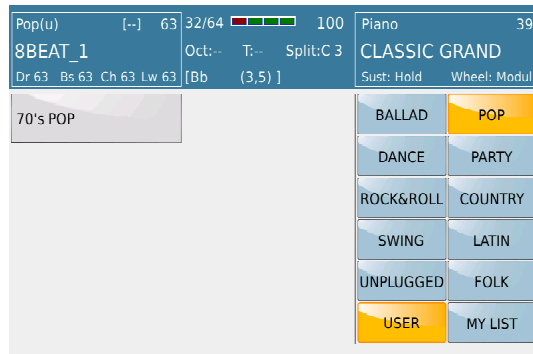 Pop(u) [--] 63
8BEAT_1
Dr 63 Bs 63 Ch 63 Lw 63
32/64 100
Oct:-- T:-- Split:C 3
[Bb (3,5) ]
Piano 39
CLASSIC GRAND
Sust: Hold Wheel: Modul
70's POP
BALLAD POP
DANCE PARTY
ROCK&ROLL COUNTRY
SWING LATIN
UNPLUGGED FOLK
USER MY LIST